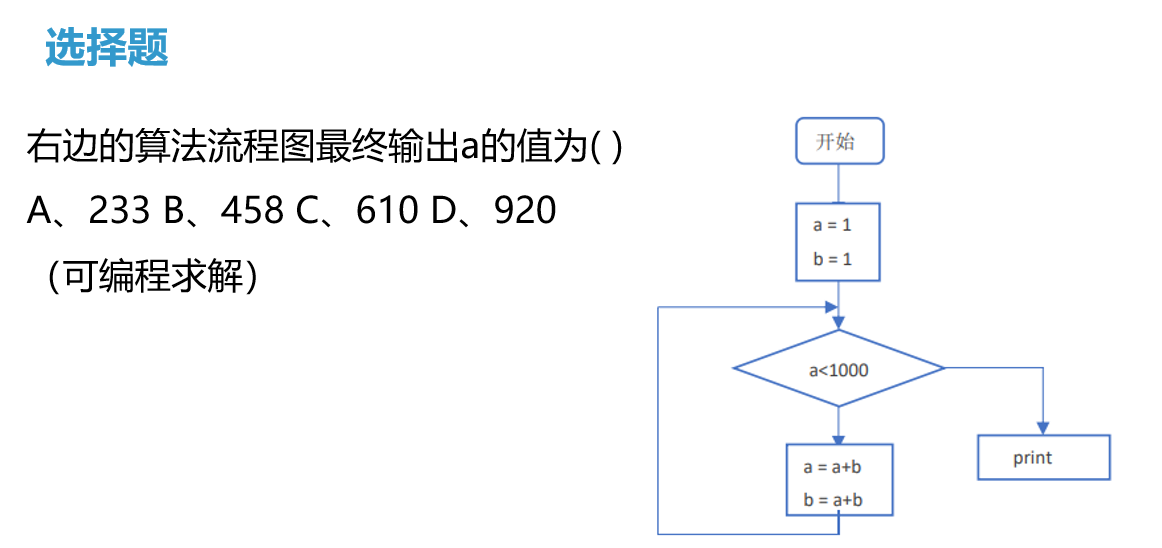 选择题
右边的算法流程图最终输出a的值为( )
A、233 B、458 C、610 D、920
（可编程求解）
开始
a = 1
b = 1
a<1000
a = a+b
b = a+b
print